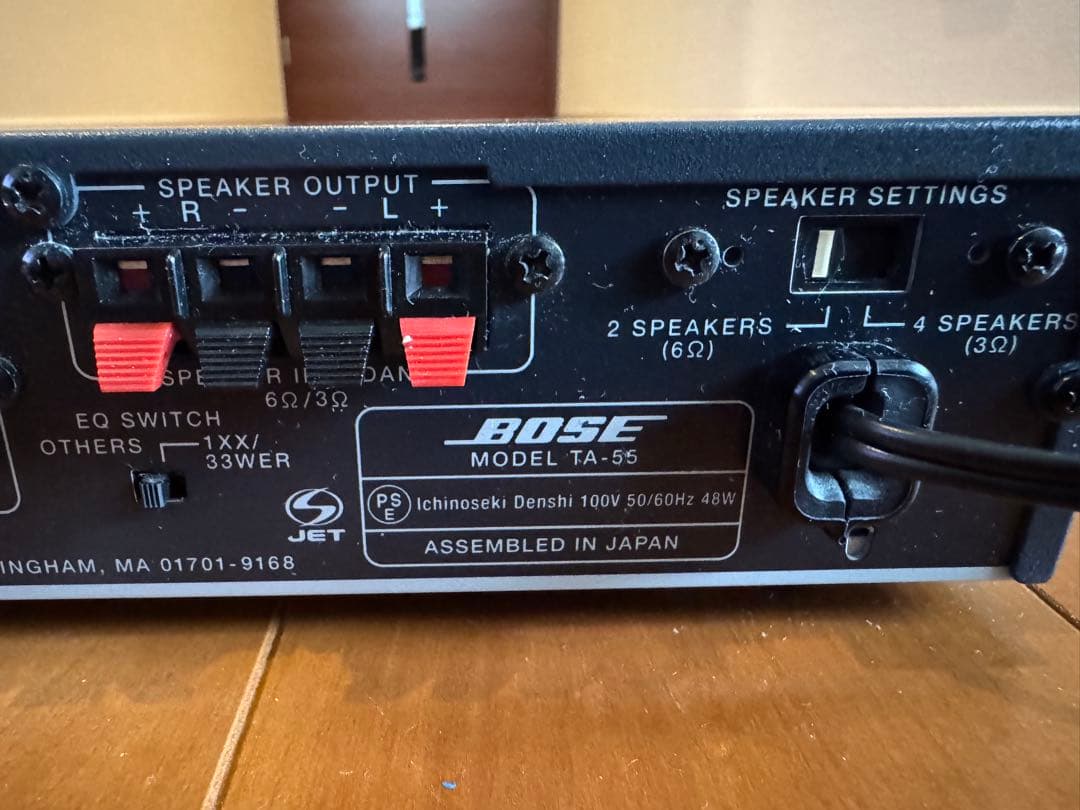 SPEAKER OUTPUT
+ R - - L +
SPEAKER SETTINGS
2 SPEAKERS
(6Ω)
4 SPEAKERS
(3Ω)
6Ω/3Ω
EQ SWITCH
OTHERS
1XX/
33WER
BOSE
MODEL TA-55
PS
E
Ichinoseki Denshi 100V 50/60Hz 48W
ASSEMBLED IN JAPAN
JET
INGHAM, MA 01701-9168